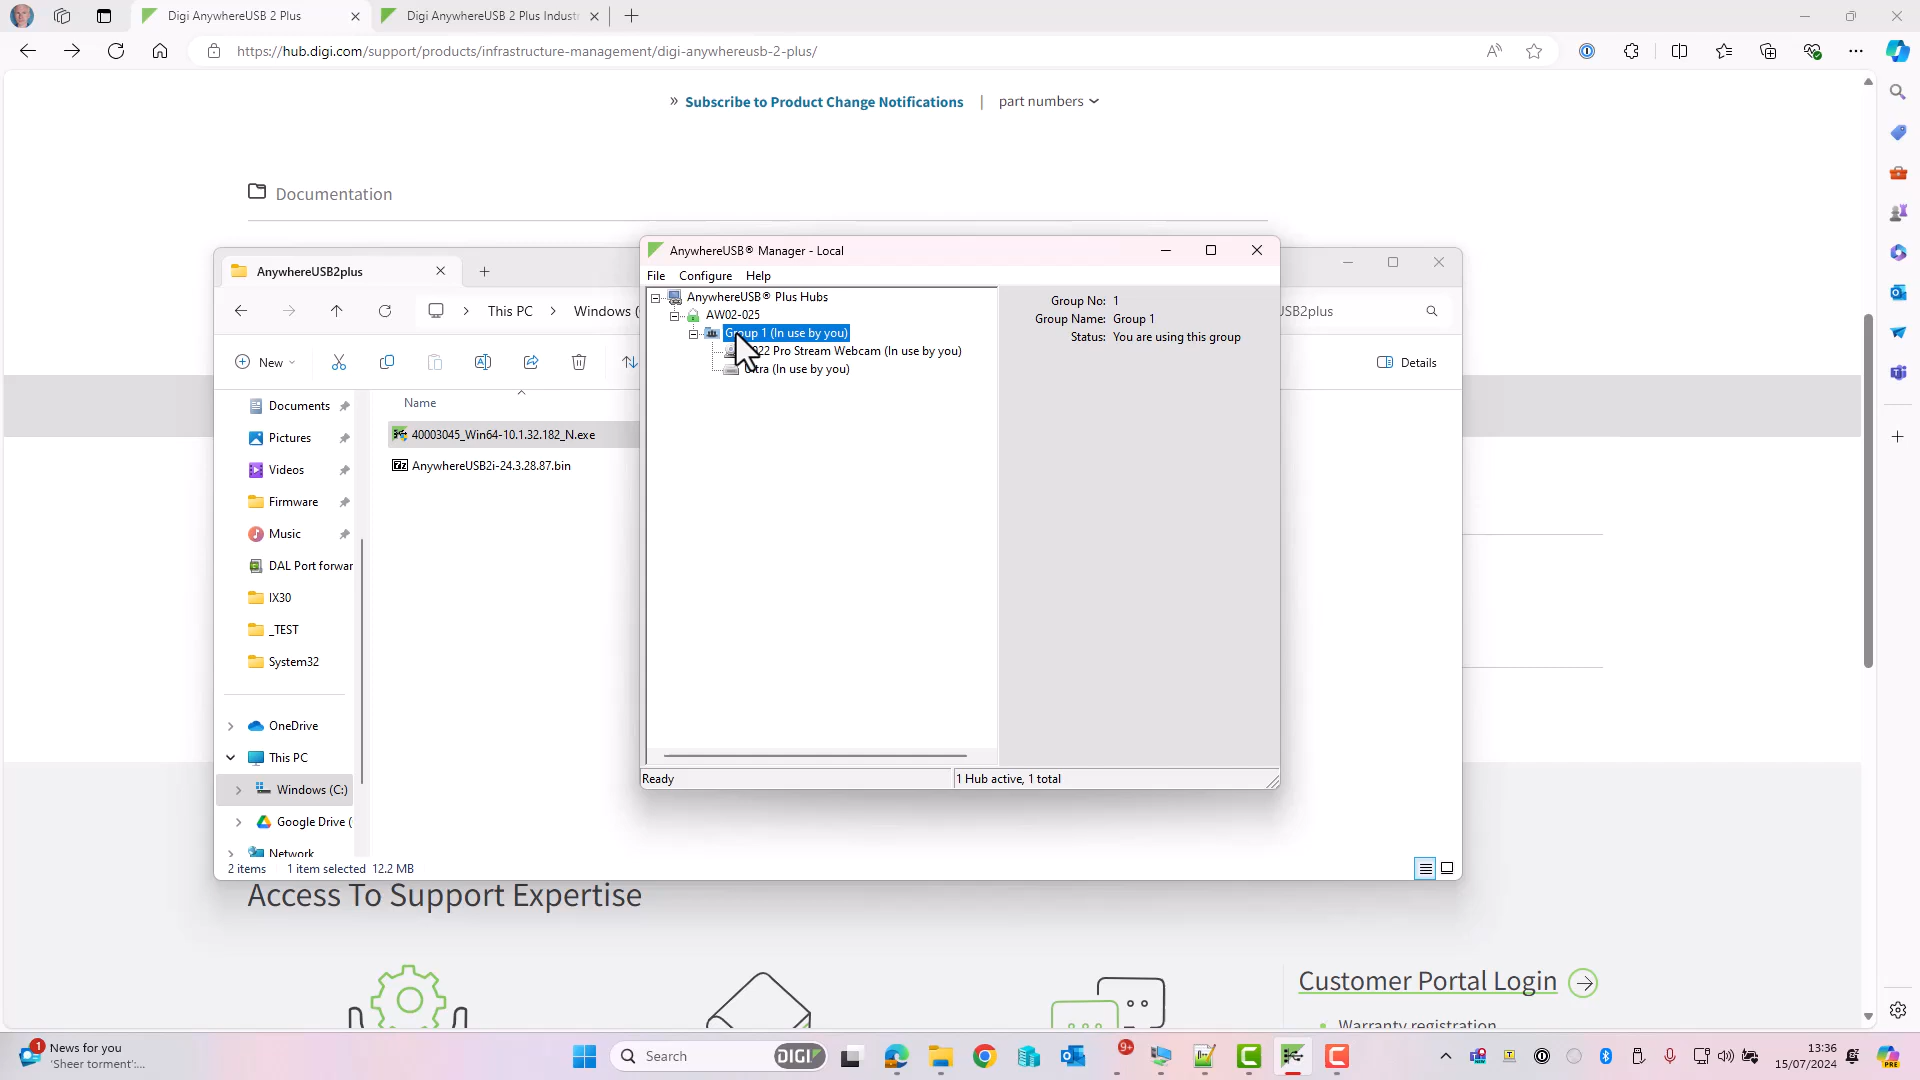 Digi AnywhereUSB 2 Plus
Digi AnywhereUSB 2 Plus Industr
https://hub.digi.com/support/products/infrastructure-management/digi-anywhereusb-2-plus/
» Subscribe to Product Change Notifications | part numbers
Documentation
AnywhereUSB2plus
This PC > Windows (
USB2plus
New
Details
Documents
Pictures
Videos
Firmware
Music
DAL Port forwar
IX30
_TEST
System32
OneDrive
This PC
Windows (C:)
Google Drive (
Network
Name
40003045_Win64-10.1.32.182_N.exe
AnywhereUSB2i-24.3.28.87.bin
2 items 1 item selected 12.2 MB
AnywhereUSB® Manager - Local
File Configure Help
AnywhereUSB® Plus Hubs
AW02-025
Group 1 (In use by you)
Pro Stream Webcam (In use by you)
(In use by you)
Group No: 1
Group Name: Group 1
Status: You are using this group
Ready
1 Hub active, 1 total
Access To Support Expertise
Customer Portal Login
Warranty registration
1
News for you
'Sheer torment':...
Search
DIGI
9+
13:36
15/07/2024
PRE